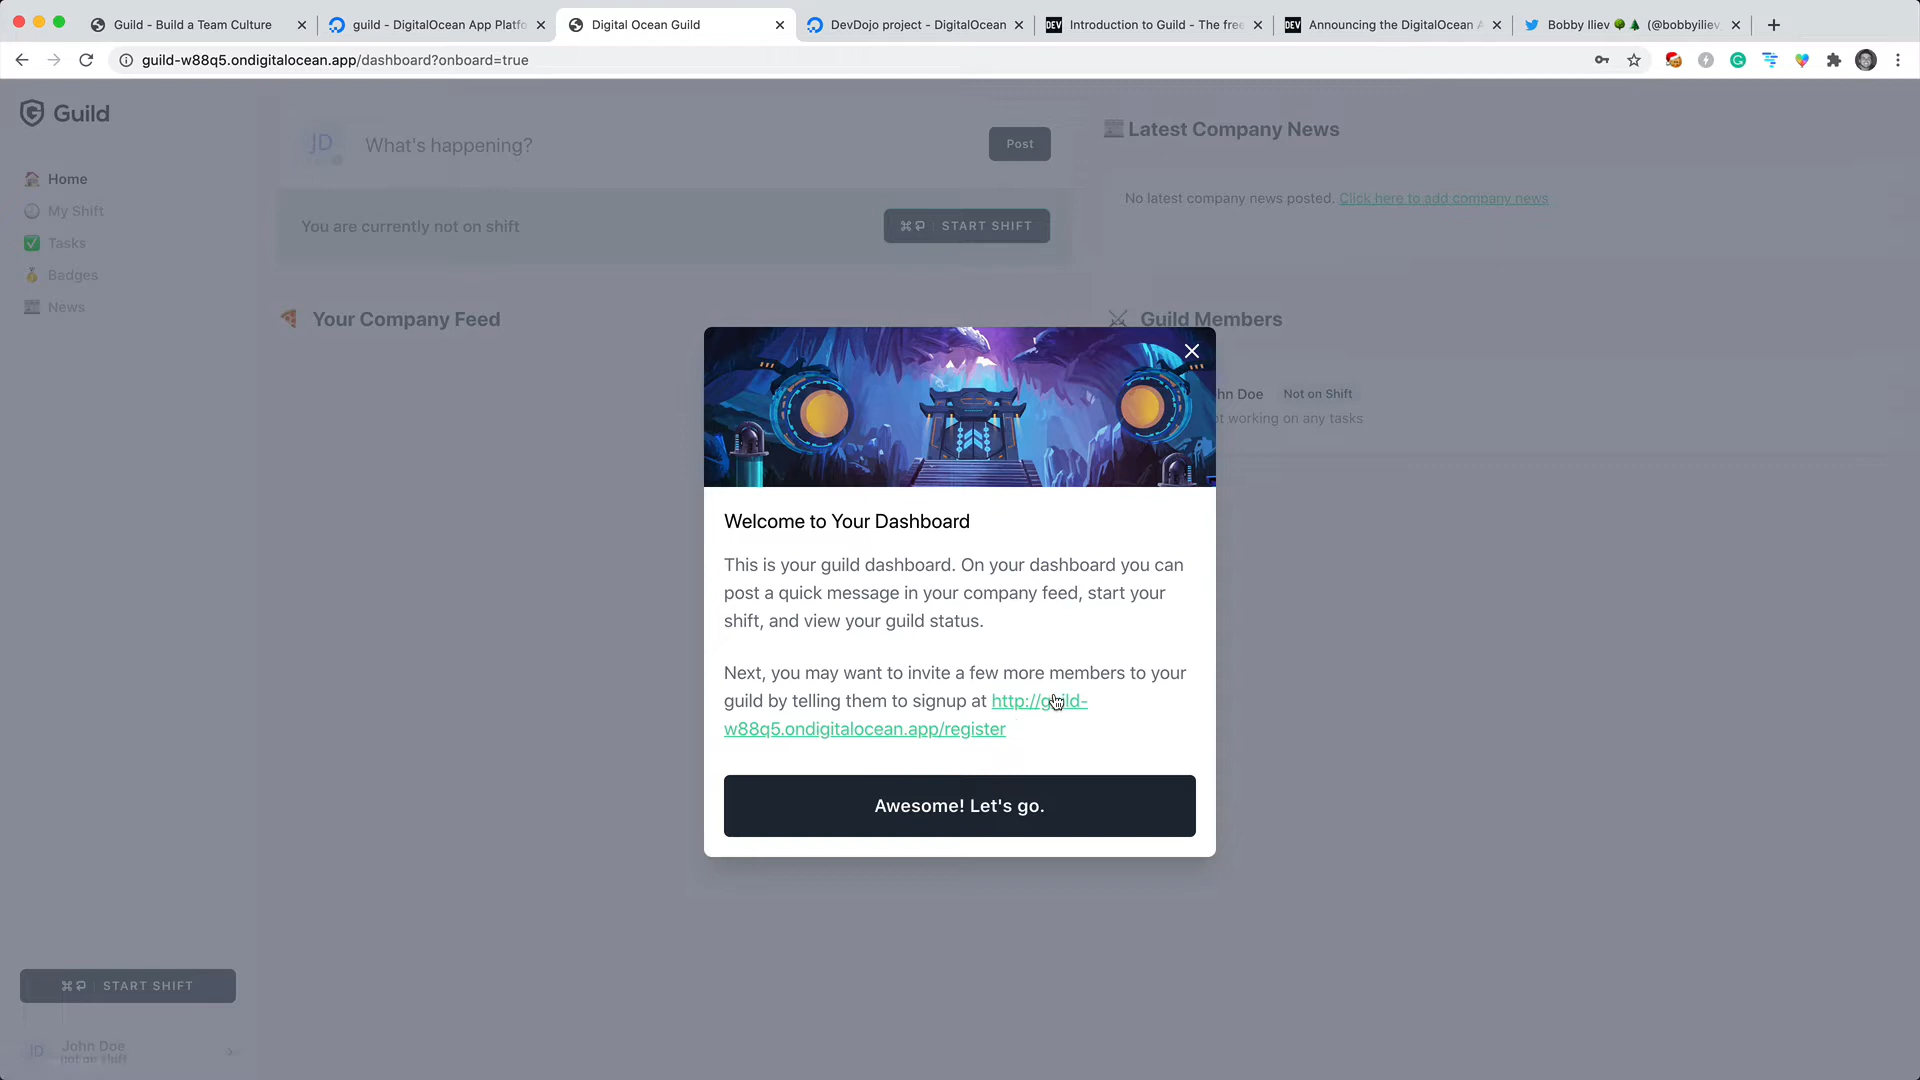 Guild - Build a Team Culture
guild - DigitalOcean App Platfo
Digital Ocean Guild
DevDojo project - DigitalOcean
Introduction to Guild - The free
Announcing the DigitalOcean A
Bobby Iliev 🌳🌲 (@bobbyiliev
guild-w88q5.ondigitalocean.app/dashboard?onboard=true
Guild
Home
My Shift
Tasks
Badges
News
JD
What's happening?
Post
You are currently not on shift
⌘ START SHIFT
Latest Company News
No latest company news posted. Click here to add company news
Your Company Feed
Guild Members
hn Doe Not on Shift
t working on any tasks
Welcome to Your Dashboard
This is your guild dashboard. On your dashboard you can
post a quick message in your company feed, start your
shift, and view your guild status.
Next, you may want to invite a few more members to your
guild by telling them to signup at http://guild-
w88q5.ondigitalocean.app/register
Awesome! Let's go.
⌘ START SHIFT
JD
John Doe
not on shift